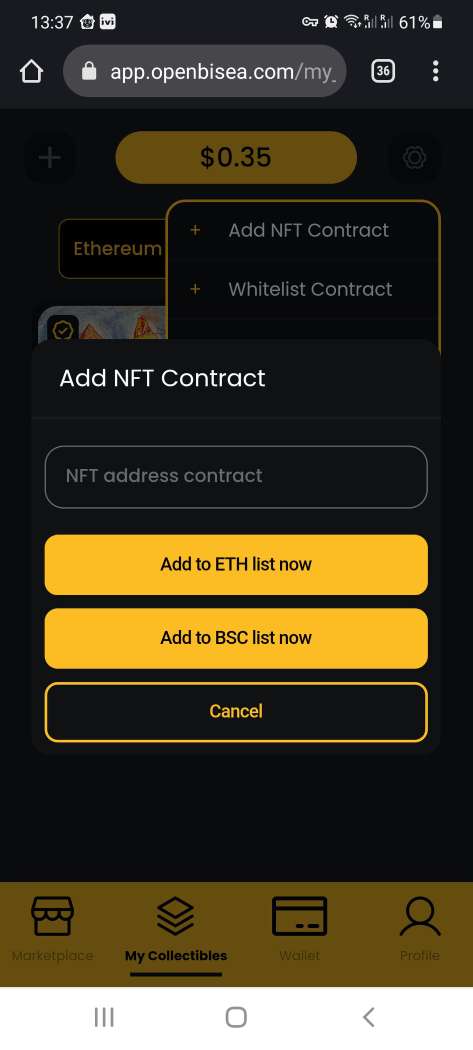 13:37 ivi 61%
app.openbisea.com/my_ 36
$0.35
Ethereum
+ Add NFT Contract
+ Whitelist Contract
Add NFT Contract
NFT address contract
Add to ETH list now
Add to BSC list now
Cancel
Marketplace My Collectibles Wallet Profile